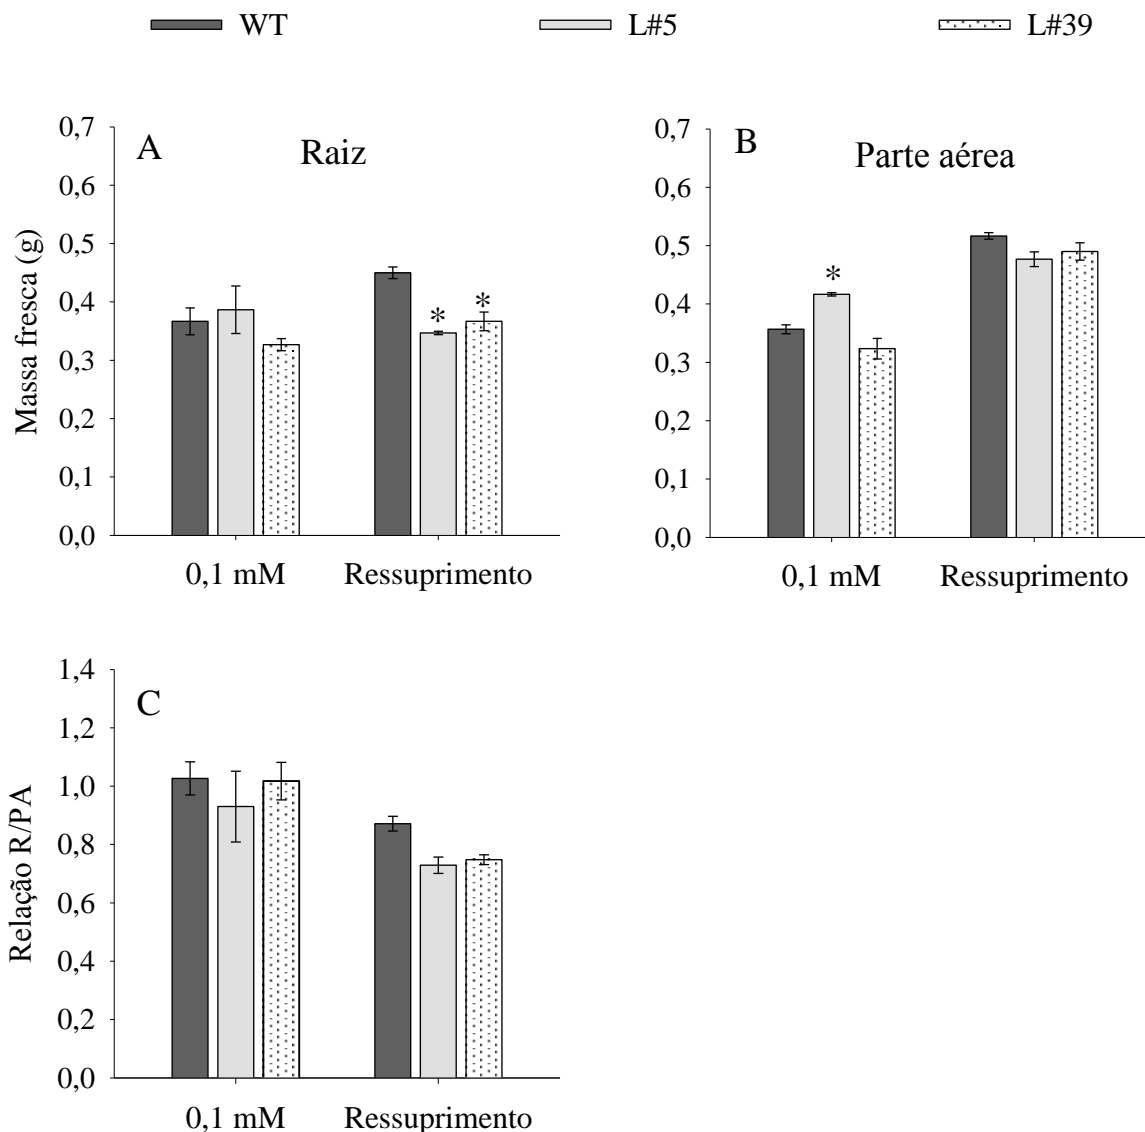 WT L#5 L#39
A Raiz
Massa fresca (g)
0,7
0,6
0,5
0,4
0,3
0,2
0,1
0,0
* *
0,1 mM Ressuprimento
B Parte aérea
0,7
0,6
0,5
0,4
0,3
0,2
0,1
0,0
*
0,1 mM Ressuprimento
C
Relação R/PA
1,4
1,2
1,0
0,8
0,6
0,4
0,2
0,0
0,1 mM Ressuprimento